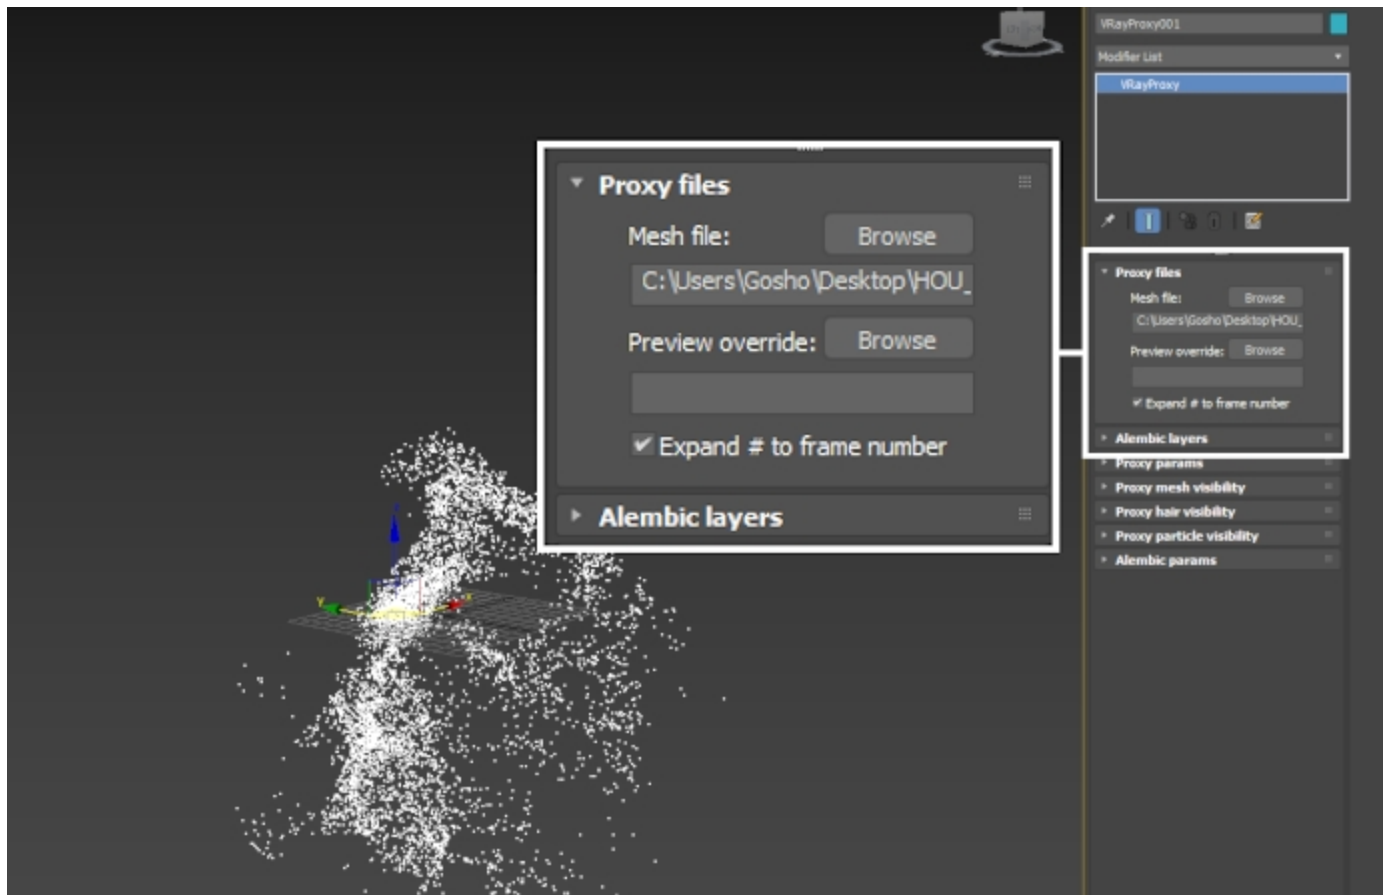 VRayProxy001
Modifier List
VRayProxy
Proxy files
Mesh file: Browse
C:\Users\Gosho\Desktop\HOU_
Preview override: Browse
Expand # to frame number
Alembic layers
Proxy files
Mesh file: Browse
C:\Users\Gosho\Desktop\HOU_
Preview override: Browse
Expand # to frame number
Alembic layers
Proxy params
Proxy mesh visibility
Proxy hair visibility
Proxy particle visibility
Alembic params
Y